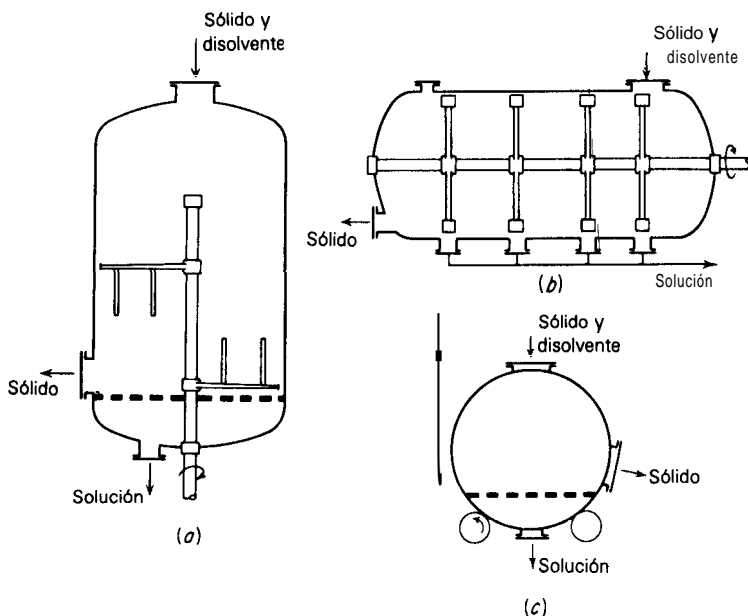 Sólido y
disolvente
Sólido
Solución
(a)
Sólido y
disolvente
Sólido
Solución
(b)
Sólido y
disolvente
Sólido
Solución
(c)